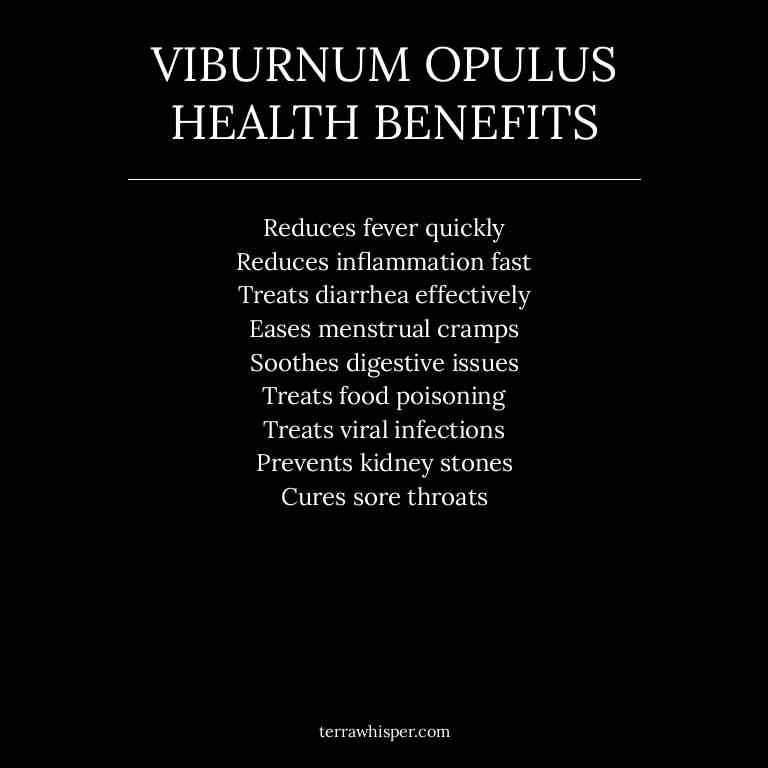 VIBURNUM OPULUS
HEALTH BENEFITS
Reduces fever quickly
Reduces inflammation fast
Treats diarrhea effectively
Eases menstrual cramps
Soothes digestive issues
Treats food poisoning
Treats viral infections
Prevents kidney stones
Cures sore throats
terrawhisper.com